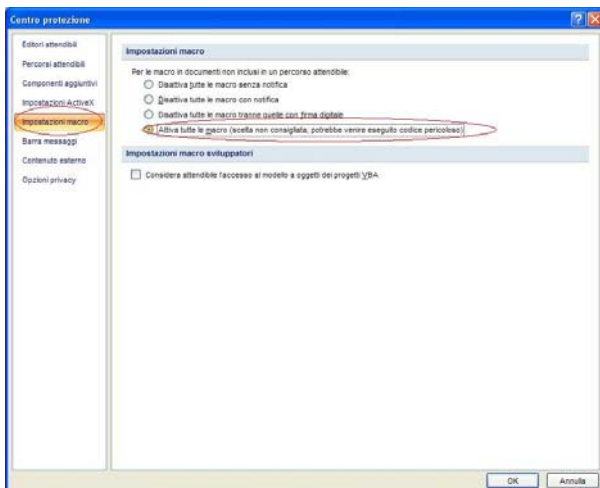 Centro protezione
Editori attendibili
Percorsi attendibili
Componenti aggiuntivi
Impostazioni ActiveX
Impostazioni macro
Barra messaggi
Contenuto esterno
Opzioni privacy
Impostazioni macro
Per le macro in documenti non inclusi in un percorso attendibile:
Disattiva tutte le macro senza notifica
Disattiva tutte le macro con notifica
Disattiva tutte le macro tranne quelle con firma digitale
Attiva tutte le macro (scelta non consigliata, potrebbe venire eseguito codice pericoloso)
Impostazioni macro sviluppatori
Considera attendibile l'accesso al modello a oggetti dei progetti VBA
OK
Annulla